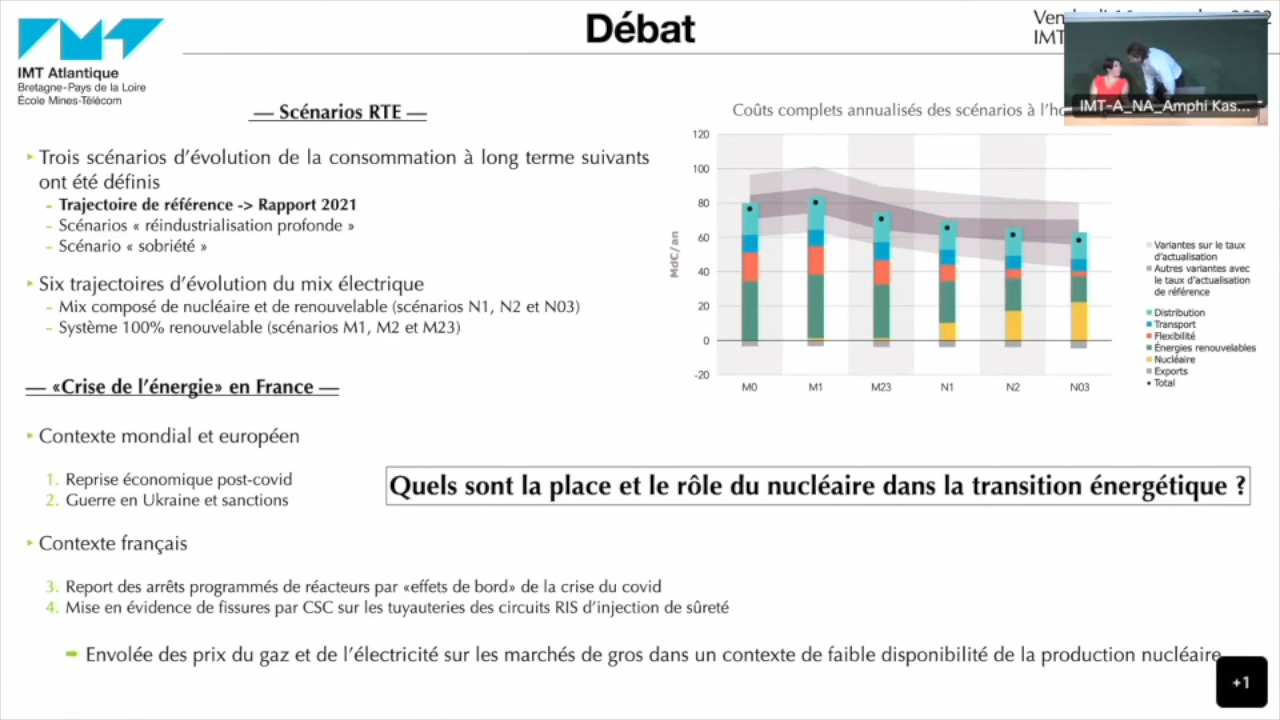 Débat
Ven
IMT
IMT Atlantique
Bretagne-Pays de la Loire
École Mines-Télécom
IMT-A_NA_Amphi Kas...
— Scénarios RTE —
Trois scénarios d’évolution de la consommation à long terme suivants
ont été définis
- Trajectoire de référence -> Rapport 2021
- Scénarios « réindustrialisation profonde »
- Scénario « sobriété »
Six trajectoires d’évolution du mix électrique
- Mix composé de nucléaire et de renouvelable (scénarios N1, N2 et N03)
- Système 100% renouvelable (scénarios M1, M2 et M23)
Coûts complets annualisés des scénarios à l’ho
MdC/an
120
100
80
60
40
20
0
-20
M0 M1 M23 N1 N2 N03
Variantes sur le taux
d’actualisation
Autres variantes avec
le taux d’actualisation
de référence
Distribution
Transport
Flexibilité
Énergies renouvelables
Nucléaire
Exports
Total
— «Crise de l’énergie» en France —
Contexte mondial et européen
1. Reprise économique post-covid
2. Guerre en Ukraine et sanctions
Quels sont la place et le rôle du nucléaire dans la transition énergétique ?
Contexte français
3. Report des arrêts programmés de réacteurs par «effets de bord» de la crise du covid
4. Mise en évidence de fissures par CSC sur les tuyauteries des circuits RIS d’injection de sûreté
Envolée des prix du gaz et de l’électricité sur les marchés de gros dans un contexte de faible disponibilité de la production nucléaire
+1